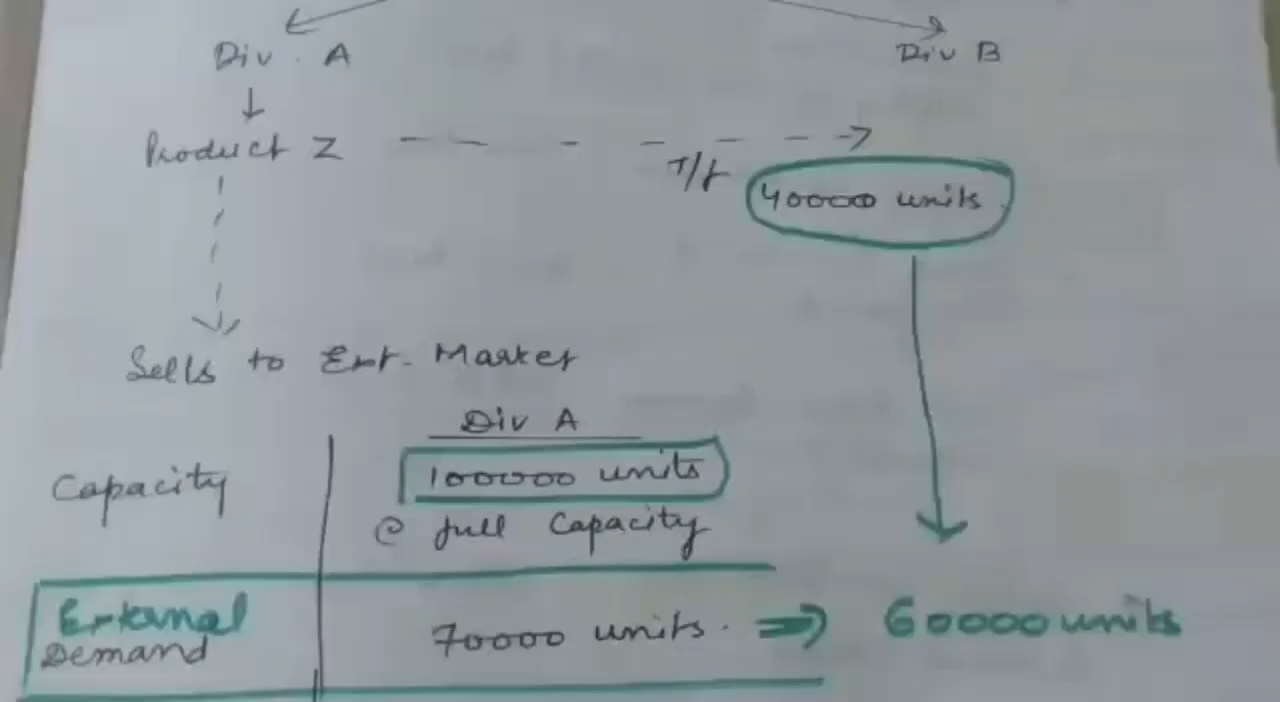 Div. A
Div B
Product Z
T/f
40000 units
Sells to Ext. Market
Div A
Capacity
100000 units
@ full Capacity
External Demand
70000 units.
60000 units